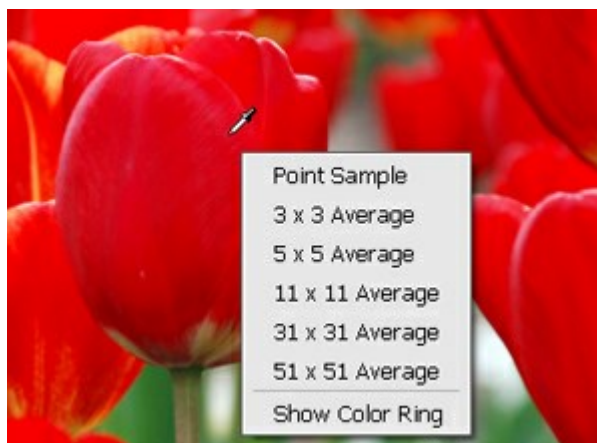 Point Sample
3 x 3 Average
5 x 5 Average
11 x 11 Average
31 x 31 Average
51 x 51 Average
Show Color Ring